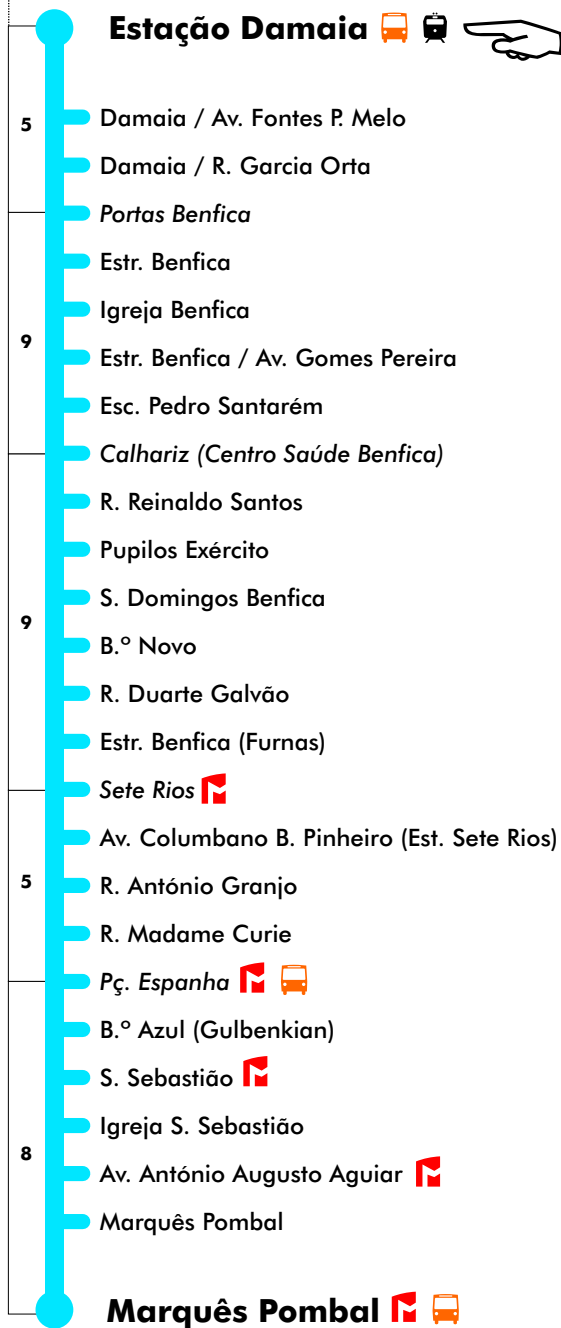 Estação Damaia
5
Damaia / Av. Fontes P. Melo
Damaia / R. Garcia Orta
Portas Benfica
Estr. Benfica
Igreja Benfica
9
Estr. Benfica / Av. Gomes Pereira
Esc. Pedro Santarém
Calhariz (Centro Saúde Benfica)
R. Reinaldo Santos
Pupilos Exército
S. Domingos Benfica
9
B.º Novo
R. Duarte Galvão
Estr. Benfica (Furnas)
Sete Rios
Av. Columbano B. Pinheiro (Est. Sete Rios)
5
R. António Granjo
R. Madame Curie
Pç. Espanha
B.º Azul (Gulbenkian)
S. Sebastião
Igreja S. Sebastião
8
Av. António Augusto Aguiar
Marquês Pombal
Marquês Pombal